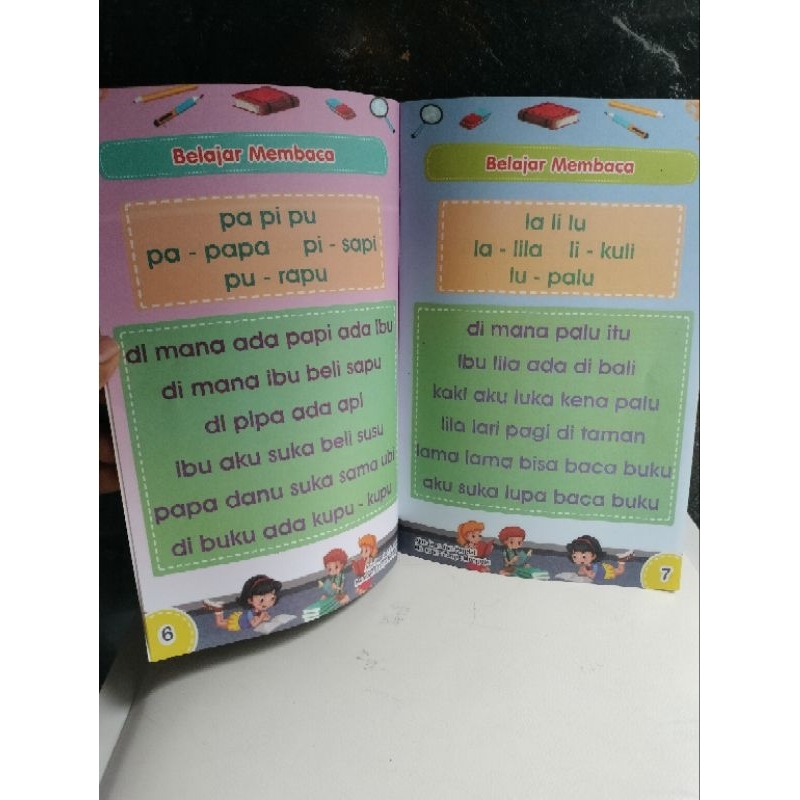 Belajar Membaca
pa pi pu
pa - papa pi - sapi
pu - rapu
di mana ada papi ada ibu
di mana ibu beli sapu
di pipa ada api
ibu aku suka beli susu
papa danu suka sama ubi
di buku ada kupu - kupu
6
Belajar Membaca
la li lu
la - lila li - kuli
lu - palu
di mana palu itu
ibu lila ada di bali
kaki aku luka kena palu
lila lari pagi di taman
lama lama bisa baca buku
aku suka lupa baca buku
7